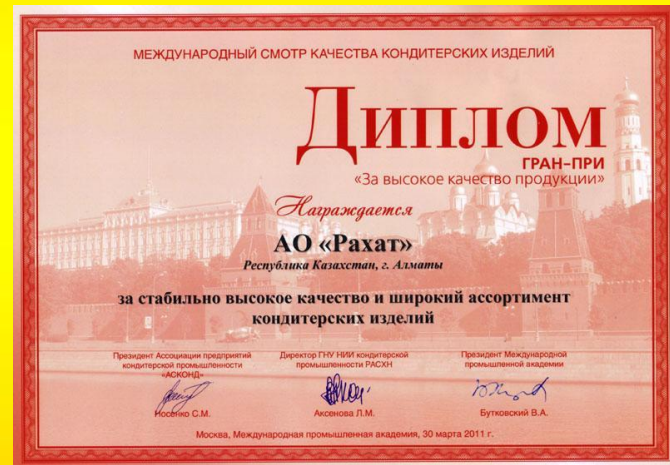 МЕЖДУНАРОДНЫЙ СМОТР КАЧЕСТВА КОНДИТЕРСКИХ ИЗДЕЛИЙ
ДИПЛОМ
ГРАН-ПРИ
«За высокое качество продукции»
Награждается
АО «Рахат»
Республика Казахстан, г. Алматы
за стабильно высокое качество и широкий ассортимент
кондитерских изделий
Президент Ассоциации предприятий
кондитерской промышленности
«АСКОНД»
Носенко С.М.
Директор ГНУ НИИ кондитерской
промышленности РАСХН
Аксенова Л.М.
Президент Международной
промышленной академии
Бутковский В.А.
Москва, Международная промышленная академия, 30 марта 2011 г.